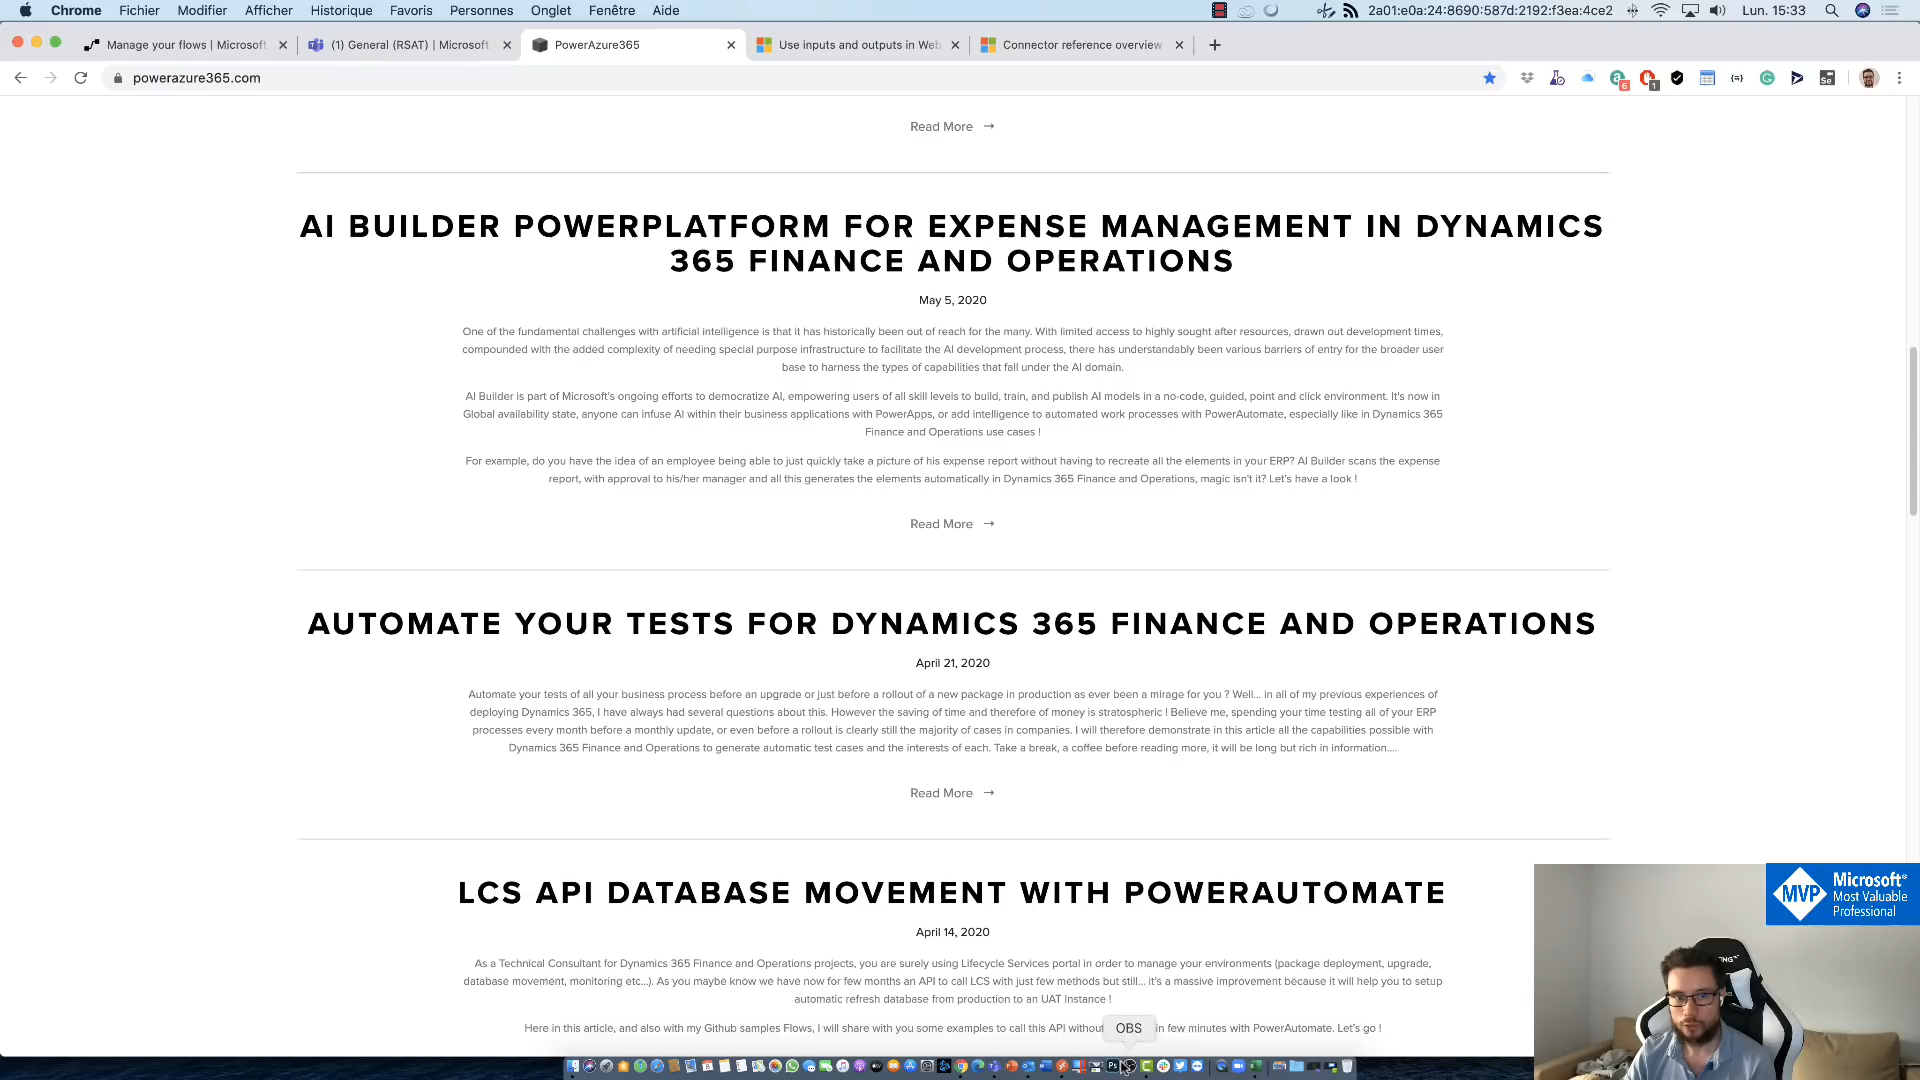 Chrome Fichier Modifier Afficher Historique Favoris Personnes Onglet Fenêtre Aide 2a01:e0a:24:8690:587d:2192:f3ea:4ce2 Lun. 15:33
Manage your flows | Microsoft (1) General (RSAT) | Microsoft PowerAzure365 Use inputs and outputs in Web Connector reference overview
powerazure365.com
Read More →
AI BUILDER POWERPLATFORM FOR EXPENSE MANAGEMENT IN DYNAMICS
365 FINANCE AND OPERATIONS
May 5, 2020
One of the fundamental challenges with artificial intelligence is that it has historically been out of reach for the many. With limited access to highly sought after resources, drawn out development times,
compounded with the added complexity of needing special purpose infrastructure to facilitate the AI development process, there has understandably been various barriers of entry for the broader user
base to harness the types of capabilities that fall under the AI domain.
AI Builder is part of Microsoft's ongoing efforts to democratize AI, empowering users of all skill levels to build, train, and publish AI models in a no-code, guided, point and click environment. It's now in
Global availability state, anyone can infuse AI within their business applications with PowerApps, or add intelligence to automated work processes with PowerAutomate, especially like in Dynamics 365
Finance and Operations use cases !
For example, do you have the idea of an employee being able to just quickly take a picture of his expense report without having to recreate all the elements in your ERP? AI Builder scans the expense
report, with approval to his/her manager and all this generates the elements automatically in Dynamics 365 Finance and Operations, magic isn't it? Let's have a look !
Read More →
AUTOMATE YOUR TESTS FOR DYNAMICS 365 FINANCE AND OPERATIONS
April 21, 2020
Automate your tests of all your business process before an upgrade or just before a rollout of a new package in production as ever been a mirage for you ? Well... in all of my previous experiences of
deploying Dynamics 365, I have always had several questions about this. However the saving of time and therefore of money is stratospheric ! Believe me, spending your time testing all of your ERP
processes every month before a monthly update, or even before a rollout is clearly still the majority of cases in companies. I will therefore demonstrate in this article all the capabilities possible with
Dynamics 365 Finance and Operations to generate automatic test cases and the interests of each. Take a break, a coffee before reading more, it will be long but rich in information....
Read More →
LCS API DATABASE MOVEMENT WITH POWERAUTOMATE
April 14, 2020
As a Technical Consultant for Dynamics 365 Finance and Operations projects, you are surely using Lifecycle Services portal in order to manage your environments (package deployment, upgrade,
database movement, monitoring etc...). As you maybe know we have now for few months an API to call LCS with just few methods but still... it's a massive improvement because it will help you to setup
automatic refresh database from production to an UAT Instance !
Here in this article, and also with my Github samples Flows, I will share with you some examples to call this API without in few minutes with PowerAutomate. Let's go !
OBS
MVP
Microsoft®
Most Valuable
Professional